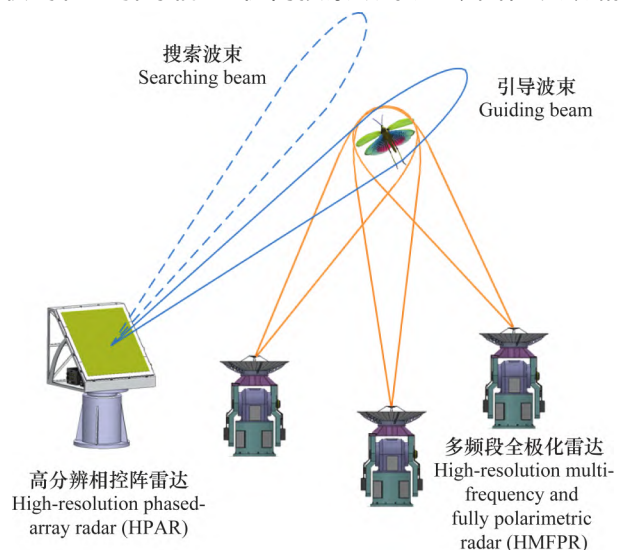 搜索波束
Searching beam
引导波束
Guiding beam
高分辨相控阵雷达
High-resolution phased-
array radar (HPAR)
多频段全极化雷达
High-resolution multi-
frequency and
fully polarimetric
radar (HMFPR)